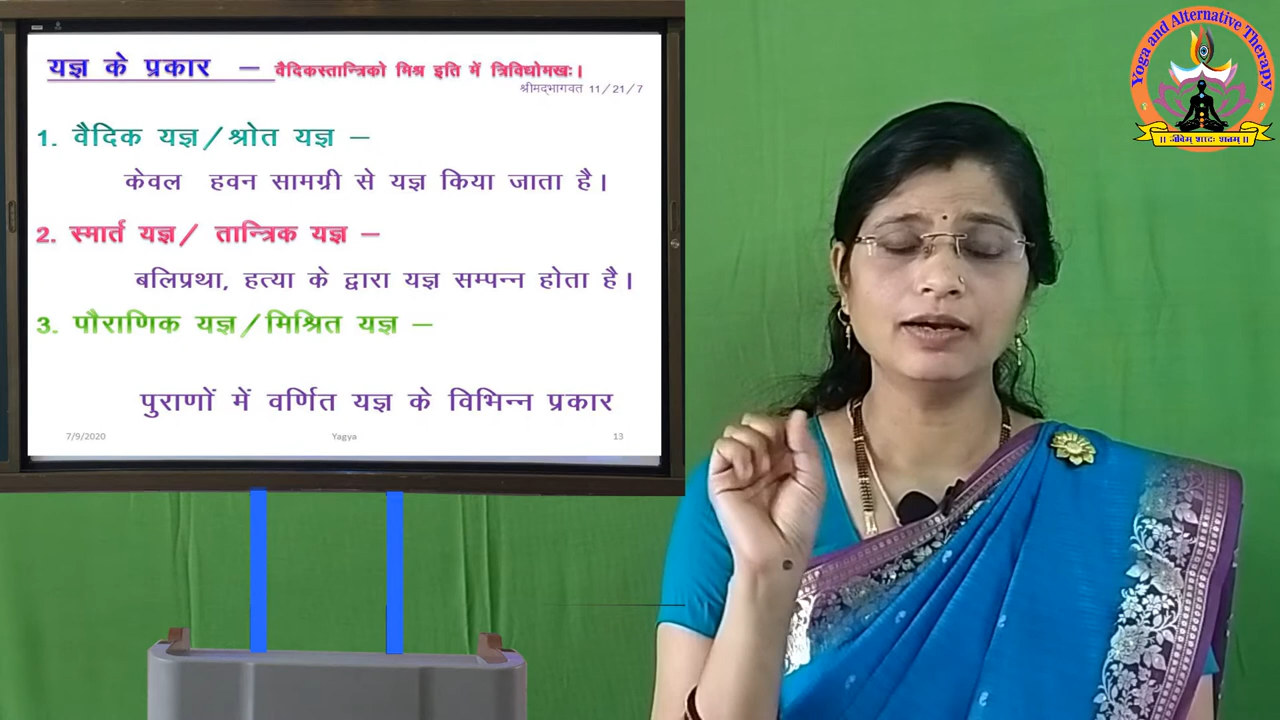 यज्ञ के प्रकार – वैदिकस्तान्त्रिको मिश्र इति में त्रिविधोमखः।
श्रीमद्भागवत 11/21/7
1. वैदिक यज्ञ/श्रोत यज्ञ –
केवल हवन सामग्री से यज्ञ किया जाता है।
2. स्मार्त यज्ञ/ तान्त्रिक यज्ञ –
बलिप्रथा, हत्या के द्वारा यज्ञ सम्पन्न होता है।
3. पौराणिक यज्ञ/मिश्रित यज्ञ –
पुराणों में वर्णित यज्ञ के विभिन्न प्रकार
7/9/2020 Yagya 13
Yoga and Alternative Therapy
॥ जीवेम् शरदः शतम् ॥